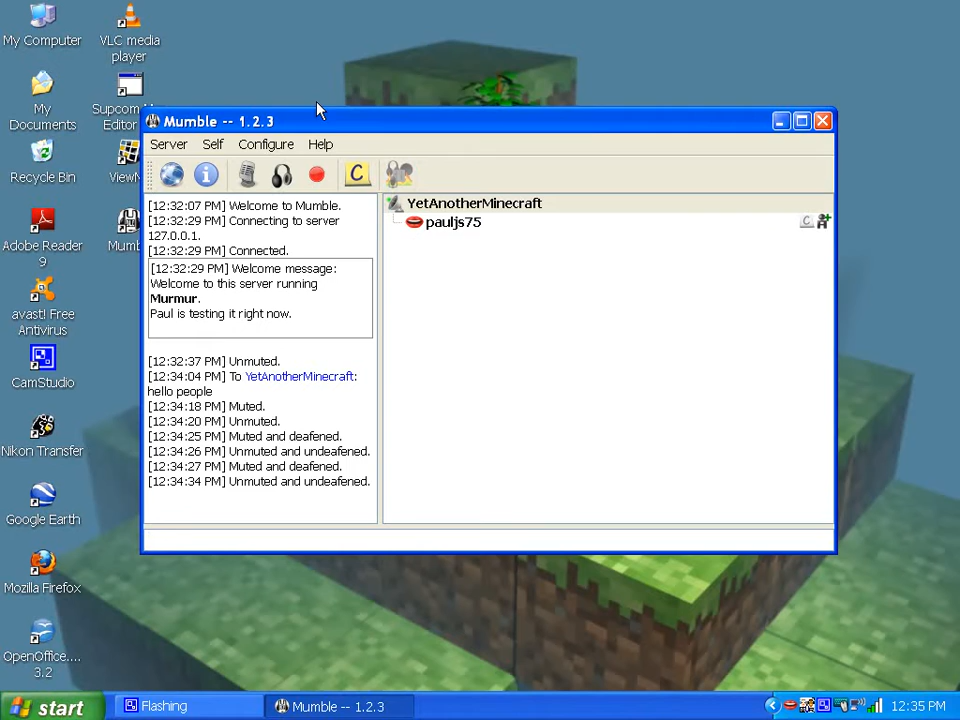 My Computer
VLC media
player
My
Documents
Supcom
Editor
Recycle Bin
Adobe Reader
9
avast! Free
Antivirus
CamStudio
Nikon Transfer
Google Earth
Mozilla Firefox
OpenOffice....
3.2
Mumble -- 1.2.3
Server Self Configure Help
C
[12:32:07 PM] Welcome to Mumble.
[12:32:29 PM] Connecting to server
127.0.0.1.
[12:32:29 PM] Connected.
[12:32:29 PM] Welcome message:
Welcome to this server running
Murmur.
Paul is testing it right now.
[12:32:37 PM] Unmuted.
[12:34:04 PM] To YetAnotherMinecraft:
hello people
[12:34:18 PM] Muted.
[12:34:20 PM] Unmuted.
[12:34:25 PM] Muted and deafened.
[12:34:26 PM] Unmuted and undeafened.
[12:34:27 PM] Muted and deafened.
[12:34:34 PM] Unmuted and undeafened.
YetAnotherMinecraft
pauljs75
C
start
Flashing
Mumble -- 1.2.3
12:35 PM